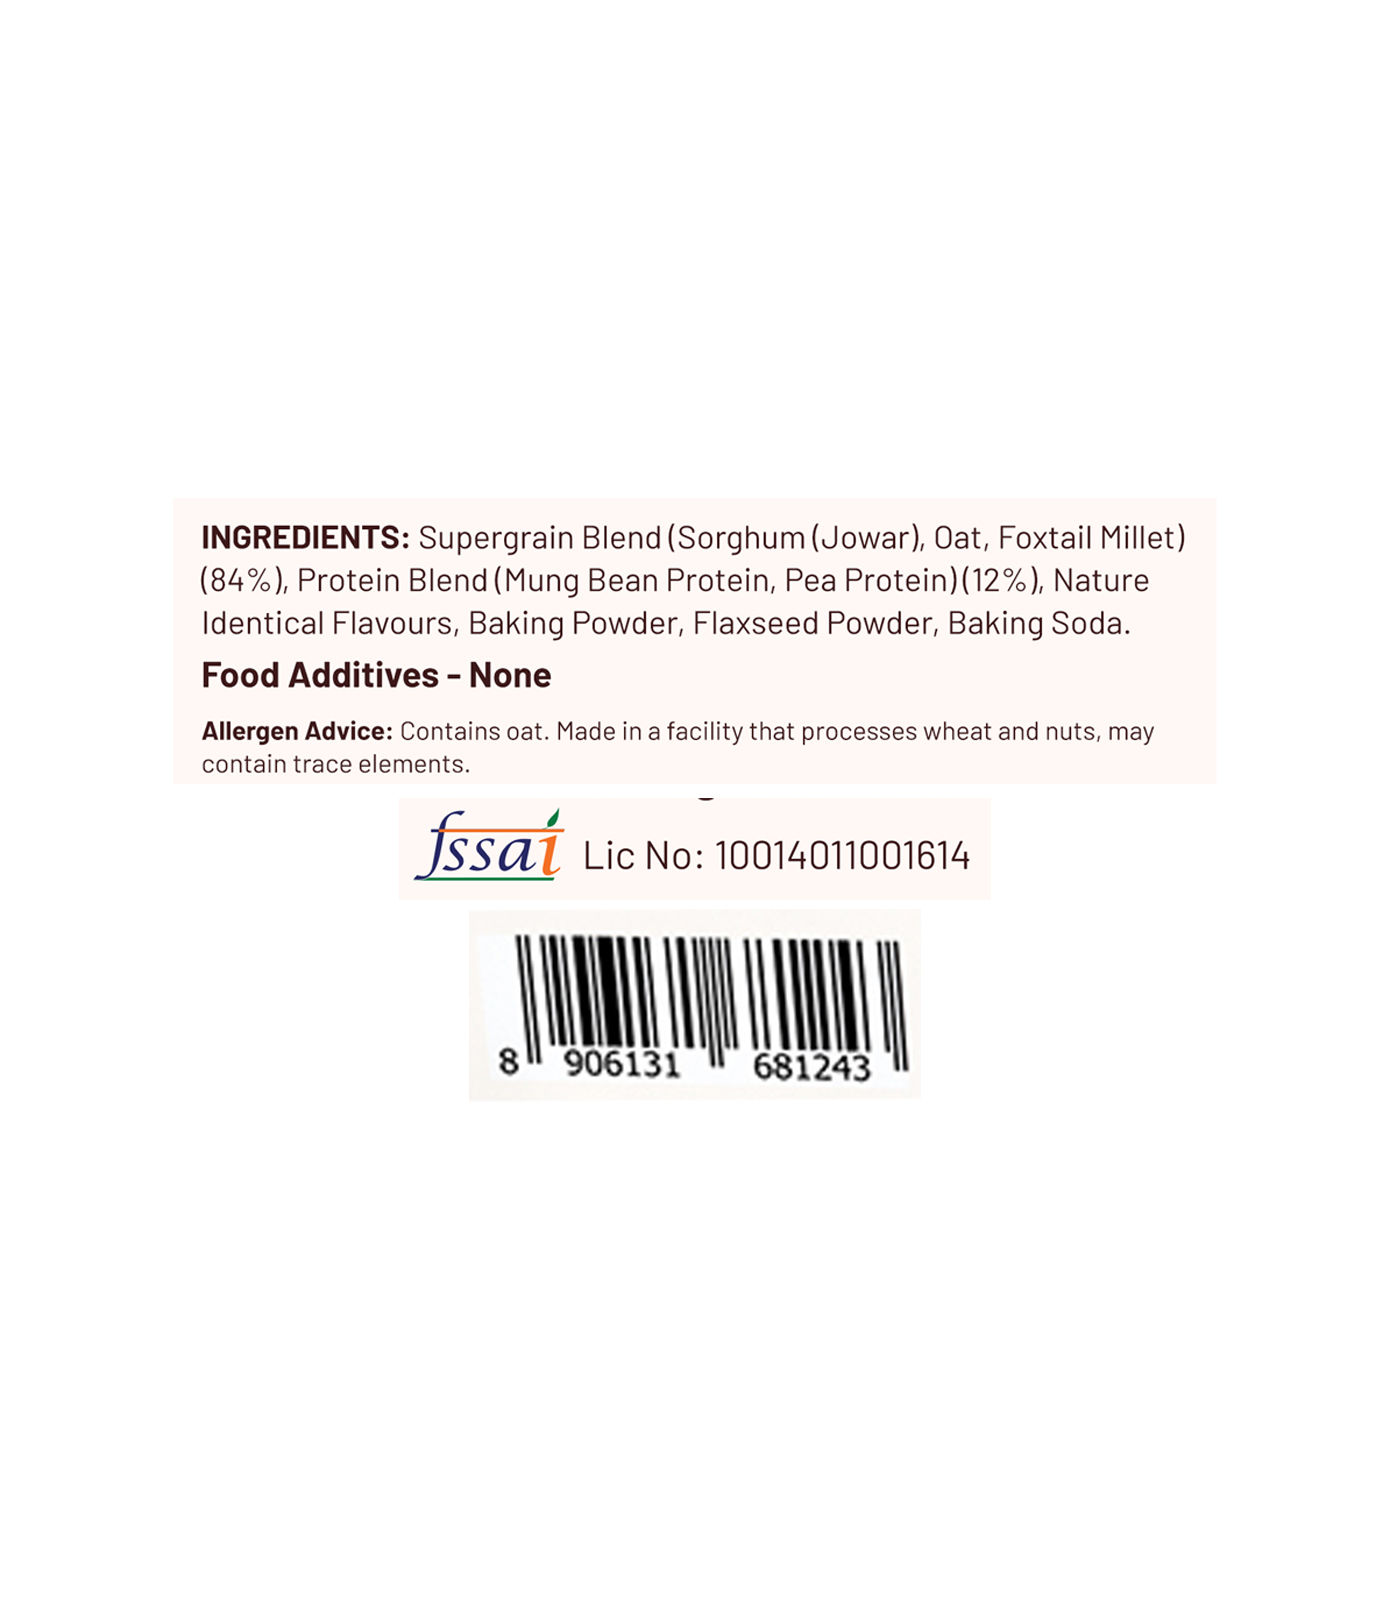 INGREDIENTS: Supergrain Blend (Sorghum (Jowar), Oat, Foxtail Millet)
(84%), Protein Blend (Mung Bean Protein, Pea Protein) (12%), Nature
Identical Flavours, Baking Powder, Flaxseed Powder, Baking Soda.
Food Additives - None
Allergen Advice: Contains oat. Made in a facility that processes wheat and nuts, may
contain trace elements.
fssai Lic No: 10014011001614
8 906131 681243